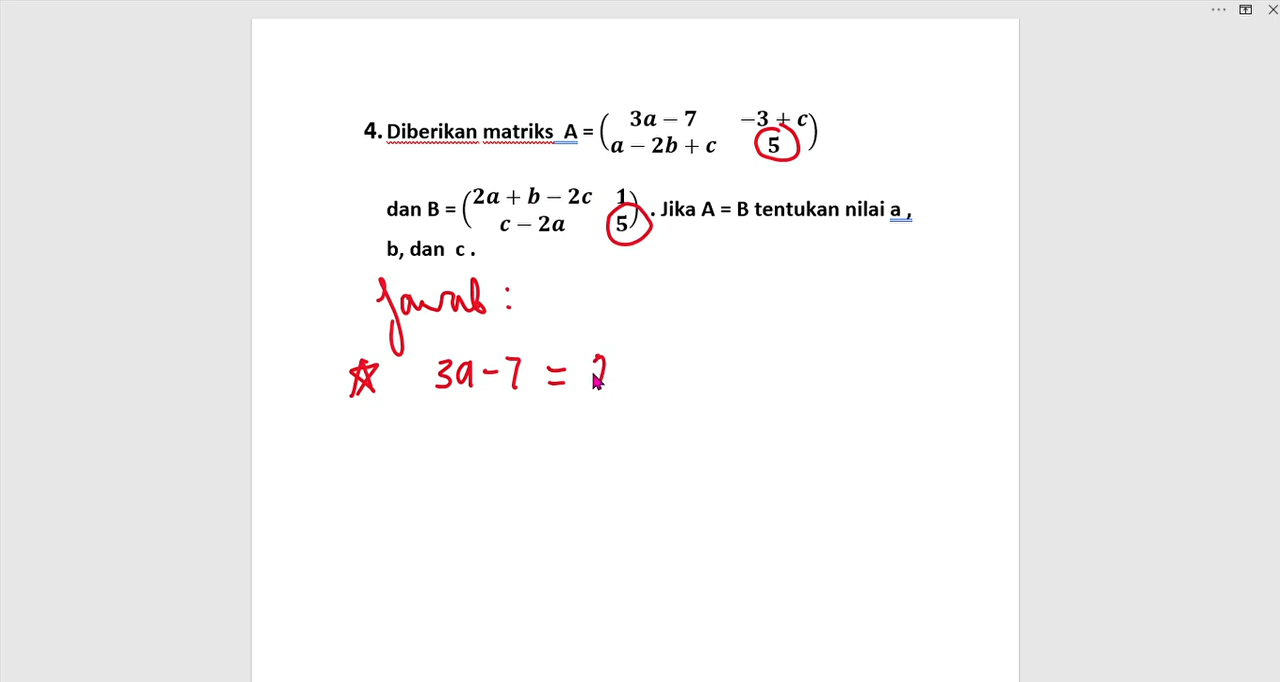 4. Diberikan matriks A = (3a − 7 −3 + c
a − 2b + c 5)
dan B = (2a + b − 2c 1
c − 2a 5) . Jika A = B tentukan nilai a ,
b, dan c .
Jawab :
☆ 3a - 7 = 2